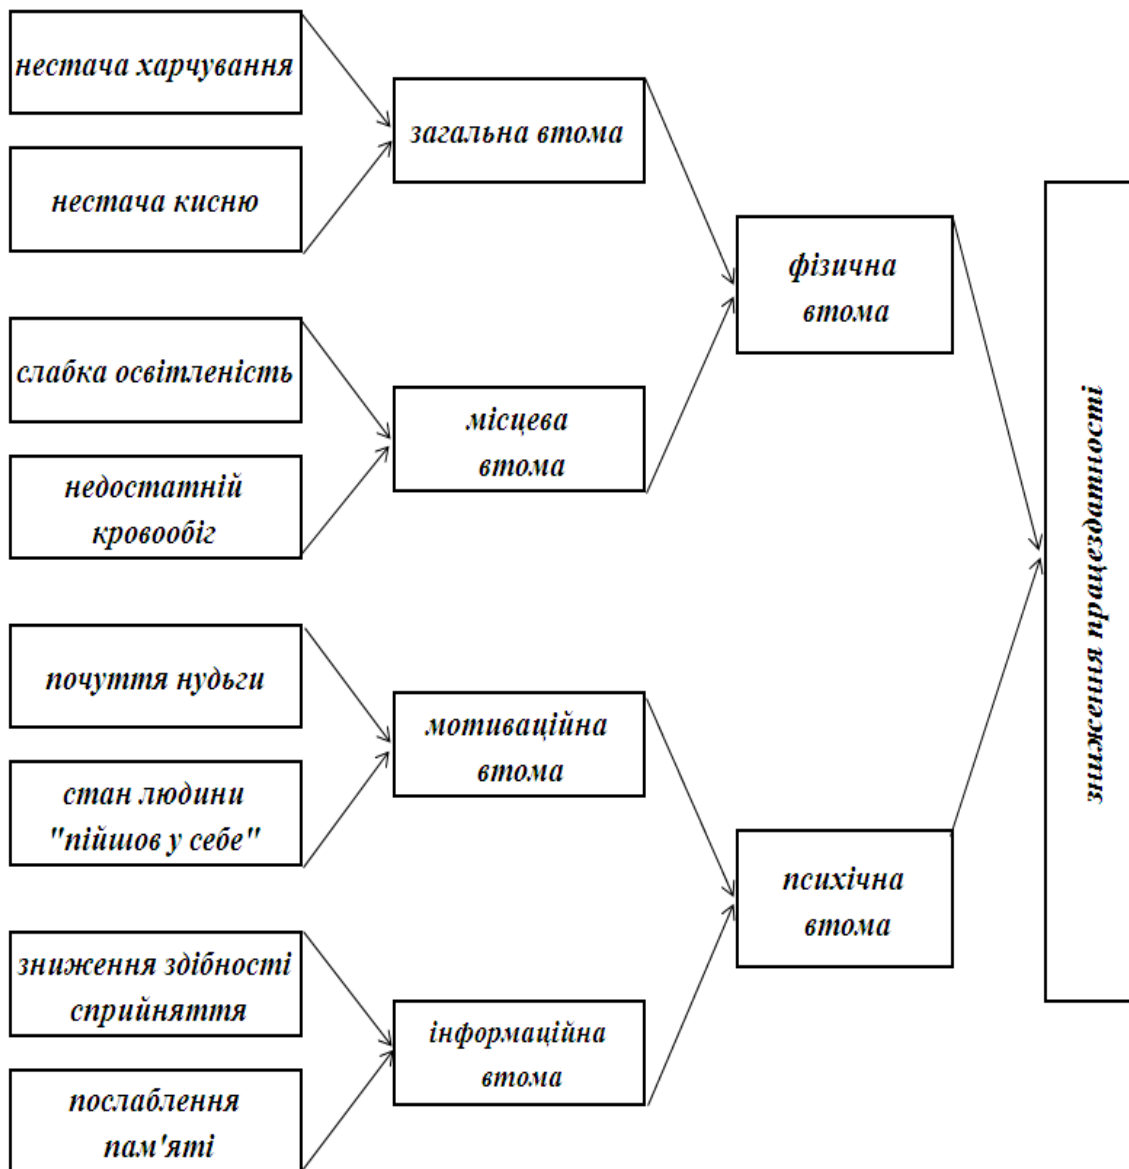 нестача харчування
нестача кисню
слабка освітленість
недостатній
кровообіг
почуття нудьги
стан людини
"пійшов у себе"
зниження здібності
сприйняття
послаблення
пам'яті
загальна втома
місцева
втома
мотиваційна
втома
інформаційна
втома
фізична
втома
психічна
втома
зниження працездатності